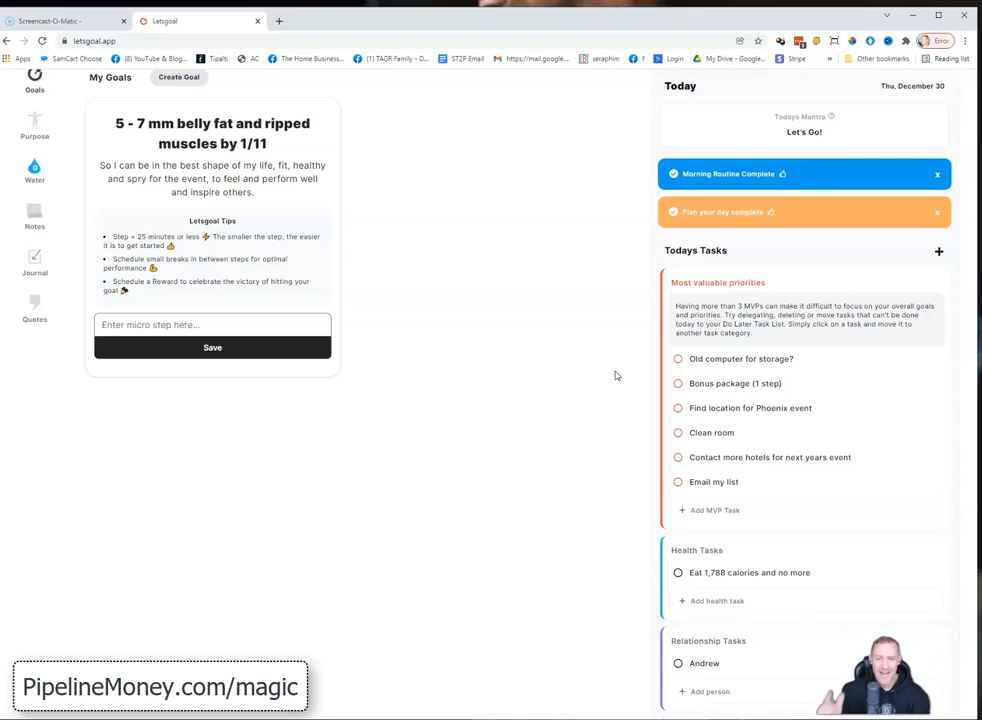 Screencast-O-Matic -
Letsgoal
letsgoal.app
Error
Apps
SamCart Checkout
(8) YouTube & Blog...
Tipalti
AC
The Home Business...
(1) TAGR Family - O...
ST2P Email
https://mail.google....
seraphim
Login
My Drive - Google...
Stripe
»
Other bookmarks
Reading list
Goals
Purpose
Water
Notes
Journal
Quotes
My Goals
Create Goal
5 - 7 mm belly fat and ripped
muscles by 1/11
So I can be in the best shape of my life, fit, healthy
and spry for the event, to feel and perform well
and inspire others.
Letsgoal Tips
• Step = 25 minutes or less ⚡ The smaller the step, the easier
it is to get started 👍
• Schedule small breaks in between steps for optimal
performance 💪
• Schedule a Reward to celebrate the victory of hitting your
goal 🎉
Enter micro step here...
Save
Today
Thu, December 30
Todays Mantra
Let's Go!
Morning Routine Complete
x
Plan your day complete
x
Todays Tasks
+
Most valuable priorities
Having more than 3 MVPs can make it difficult to focus on your overall goals
and priorities. Try delegating, deleting or move tasks that can't be done
today to your Do Later Task List. Simply click on a task and move it to
another task category.
Old computer for storage?
Bonus package (1 step)
Find location for Phoenix event
Clean room
Contact more hotels for next years event
Email my list
+ Add MVP Task
Health Tasks
Eat 1,788 calories and no more
+ Add health task
Relationship Tasks
Andrew
+ Add person
PipelineMoney.com/magic